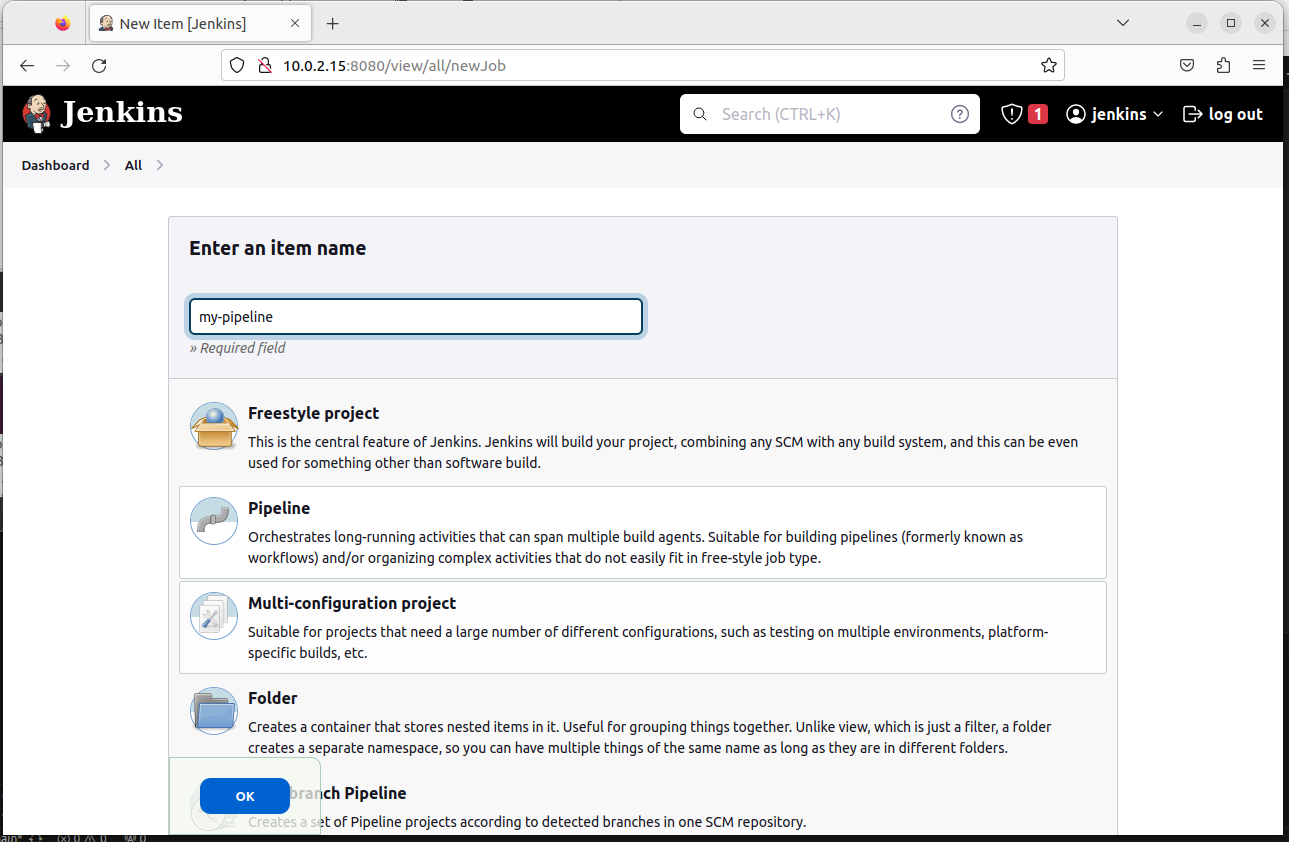 New Item [Jenkins]
10.0.2.15:8080/view/all/newJob
Jenkins
Search (CTRL+K)
1
jenkins
log out
Dashboard
All
Enter an item name
my-pipeline
» Required field
Freestyle project
This is the central feature of Jenkins. Jenkins will build your project, combining any SCM with any build system, and this can be even
used for something other than software build.
Pipeline
Orchestrates long-running activities that can span multiple build agents. Suitable for building pipelines (formerly known as
workflows) and/or organizing complex activities that do not easily fit in free-style job type.
Multi-configuration project
Suitable for projects that need a large number of different configurations, such as testing on multiple environments, platform-
specific builds, etc.
Folder
Creates a container that stores nested items in it. Useful for grouping things together. Unlike view, which is just a filter, a folder
creates a separate namespace, so you can have multiple things of the same name as long as they are in different folders.
OK
branch Pipeline
Creates a set of Pipeline projects according to detected branches in one SCM repository.